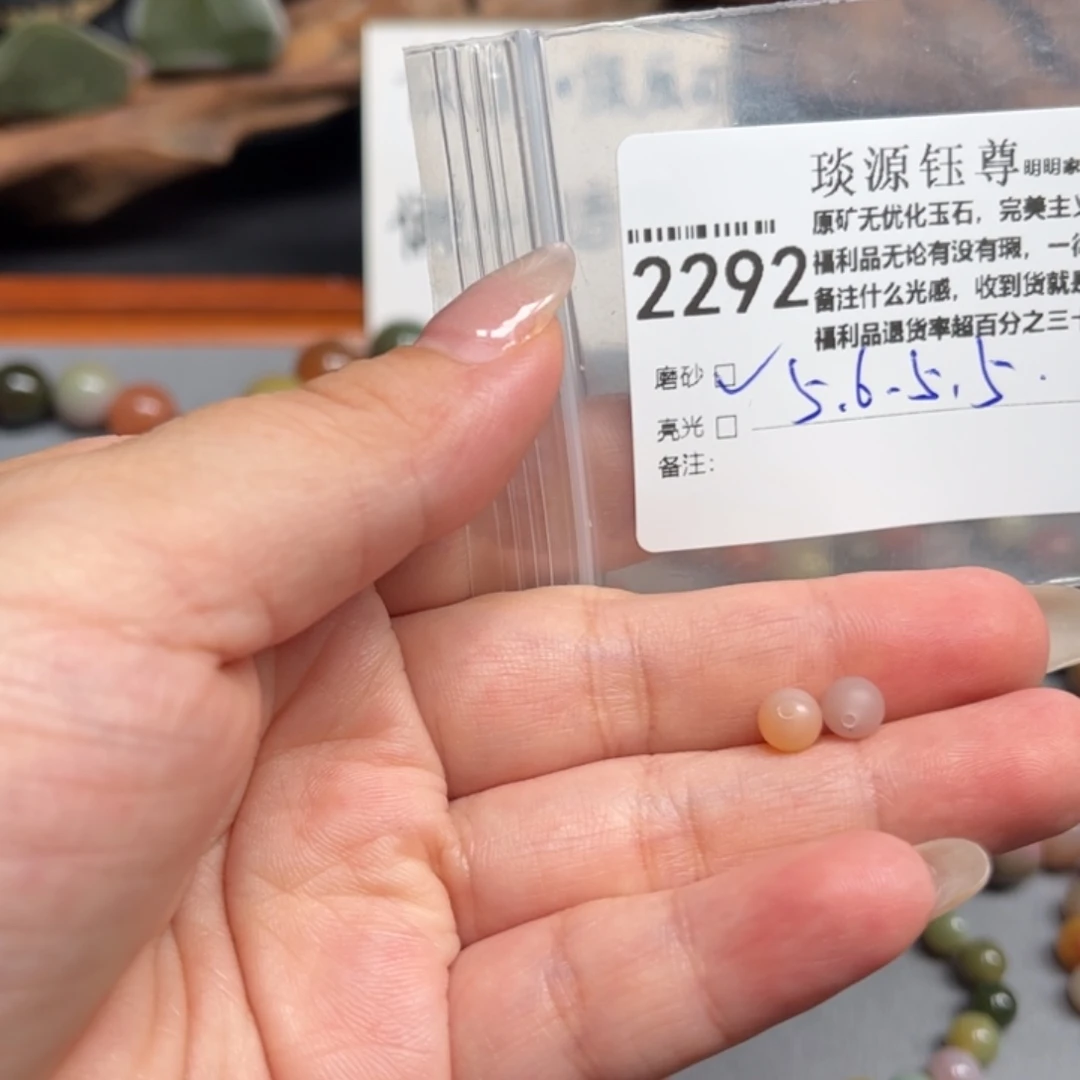 琰源钰尊明明家
原矿无优化玉石，完美主义
2292
福利品无论有没有瑕，一
备注什么光感，收到货就是
福利品退货率超百分之三十
磨砂 ☑ 5.6-5.5.
亮光 □
备注：